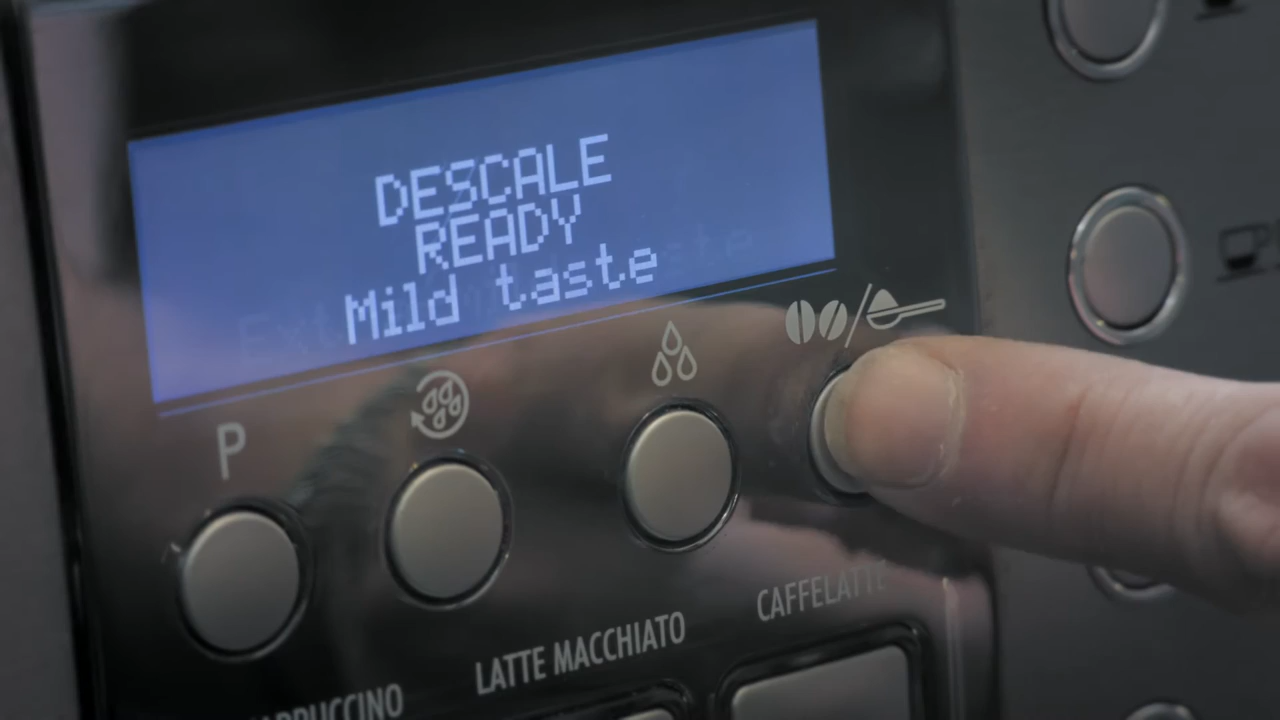 DESCALE
READY
Mild taste
P
CAFFELATTE
LATTE MACCHIATO